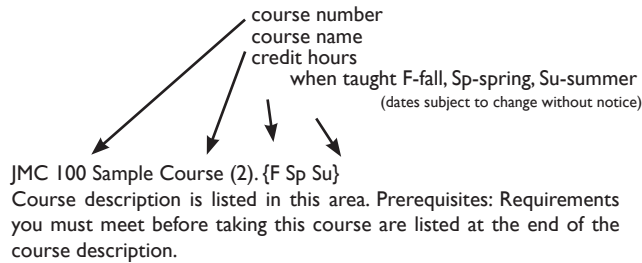 course number
course name
credit hours
when taught F-fall, Sp-spring, Su-summer
(dates subject to change without notice)
JMC 100 Sample Course (2). {F Sp Su}
Course description is listed in this area. Prerequisites: Requirements
you must meet before taking this course are listed at the end of the
course description.